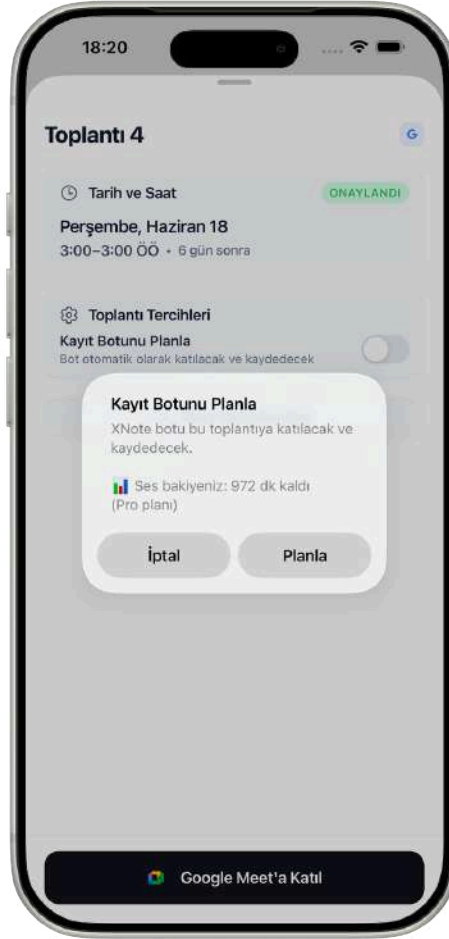 18:20
Toplantı 4
G
Tarih ve Saat
ONAYLANDI
Perşembe, Haziran 18
3:00–3:00 ÖÖ • 6 gün sonra
Toplantı Tercihleri
Kayıt Botunu Planla
Bot otomatik olarak katılacak ve kaydedecek
Kayıt Botunu Planla
XNote botu bu toplantıya katılacak ve
kaydedecek.
Ses bakiyeniz: 972 dk kaldı
(Pro planı)
İptal
Planla
Google Meet'a Katıl